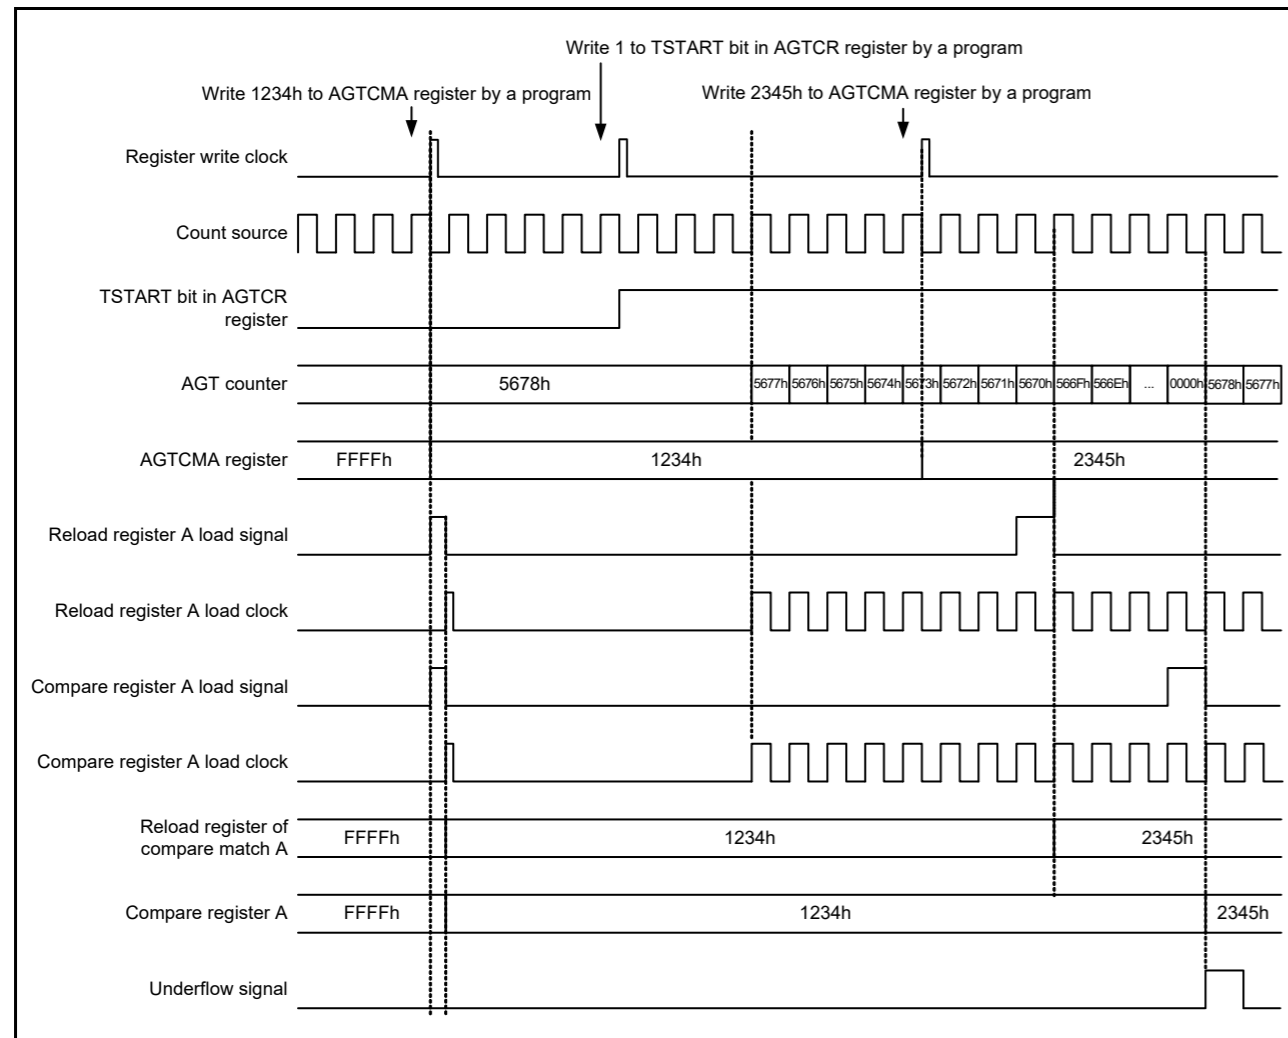 Write 1 to TSTART bit in AGTCR register by a program
Write 1234h to AGTCMA register by a program
Write 2345h to AGTCMA register by a program
Register write clock
Count source
TSTART bit in AGTCR
register
AGT counter 5678h 5677h 5676h 5675h 5674h 5673h 5672h 5671h 5670h 566Fh 566Eh ... 0000h 5678h 5677h
AGTCMA register FFFFh 1234h 2345h
Reload register A load signal
Reload register A load clock
Compare register A load signal
Compare register A load clock
Reload register of
compare match A FFFFh 1234h 2345h
Compare register A FFFFh 1234h 2345h
Underflow signal